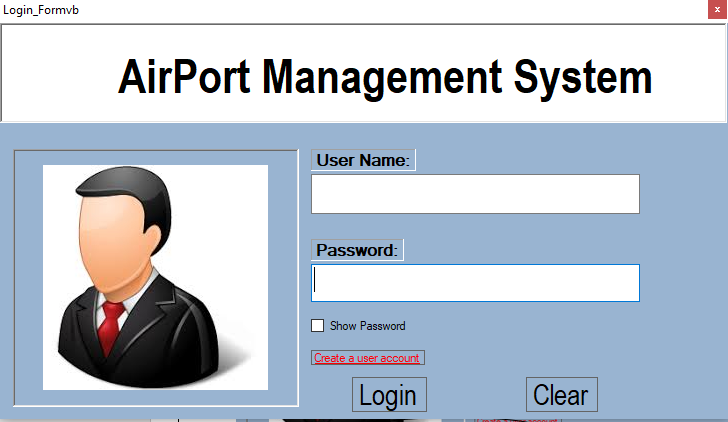 Login_Formvb
x
AirPort Management System
User Name:
Password:
Show Password
Create a user account
Login
Clear